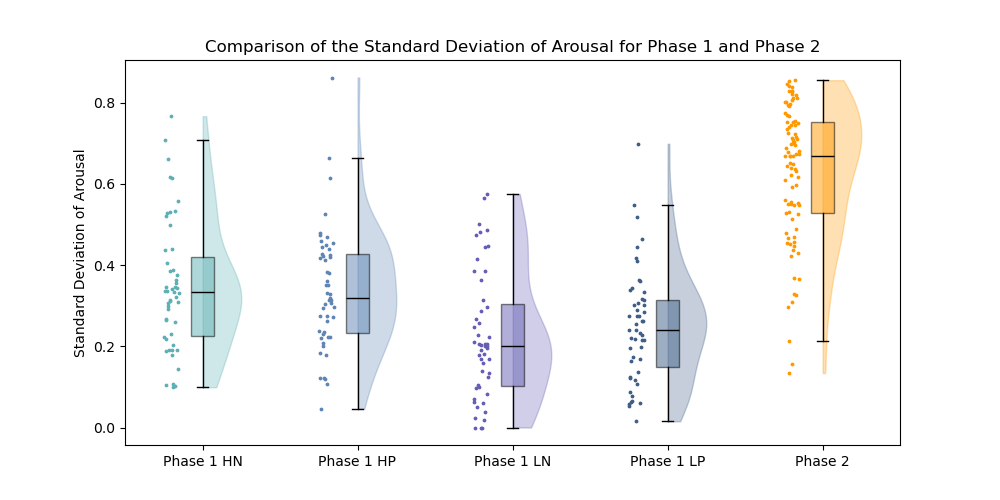 Comparison of the Standard Deviation of Arousal for Phase 1 and Phase 2
Standard Deviation of Arousal
0.8
0.6
0.4
0.2
0.0
Phase 1 HN
Phase 1 HP
Phase 1 LN
Phase 1 LP
Phase 2